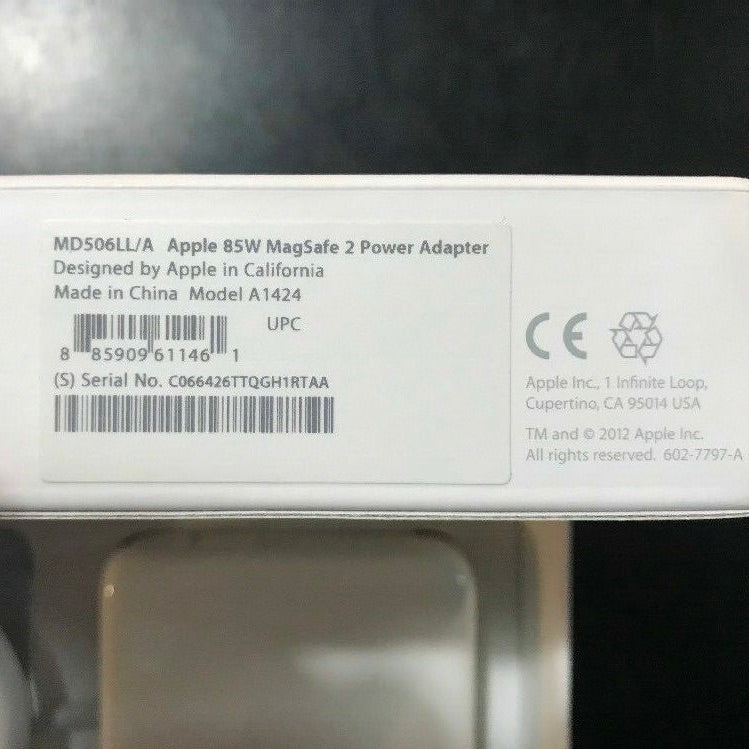 MD506LL/A Apple 85W MagSafe 2 Power Adapter
Designed by Apple in California
Made in China Model A1424
UPC
8 85909 61146 1
(S) Serial No. C066426TTQGH1RTAA
CE
Apple Inc., 1 Infinite Loop,
Cupertino, CA 95014 USA
TM and © 2012 Apple Inc.
All rights reserved. 602-7797-A